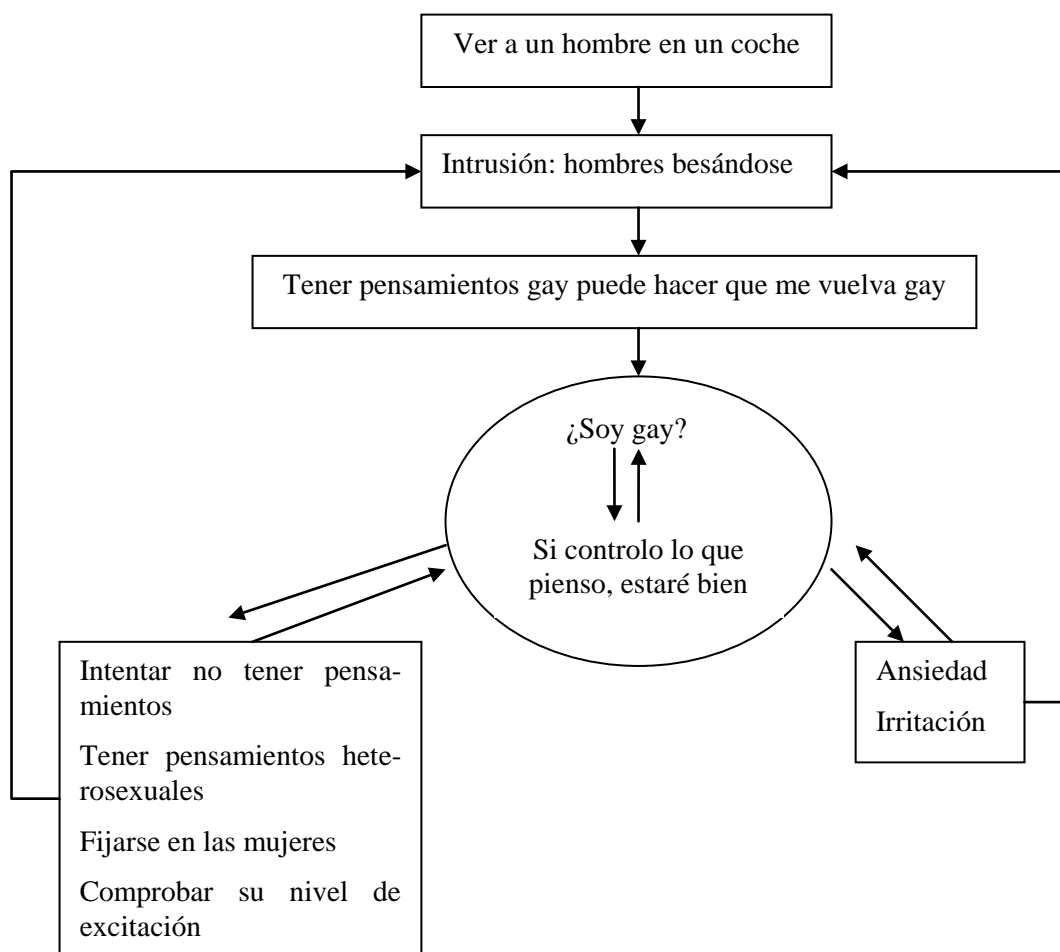 Ver a un hombre en un coche
Intrusión: hombres besándose
Tener pensamientos gay puede hacer que me vuelva gay
¿Soy gay?
Si controlo lo que
pienso, estaré bien
Intentar no tener pensa-
mientos
Tener pensamientos hete-
rosexuales
Fijarse en las mujeres
Comprobar su nivel de
excitación
Ansiedad
Irritación